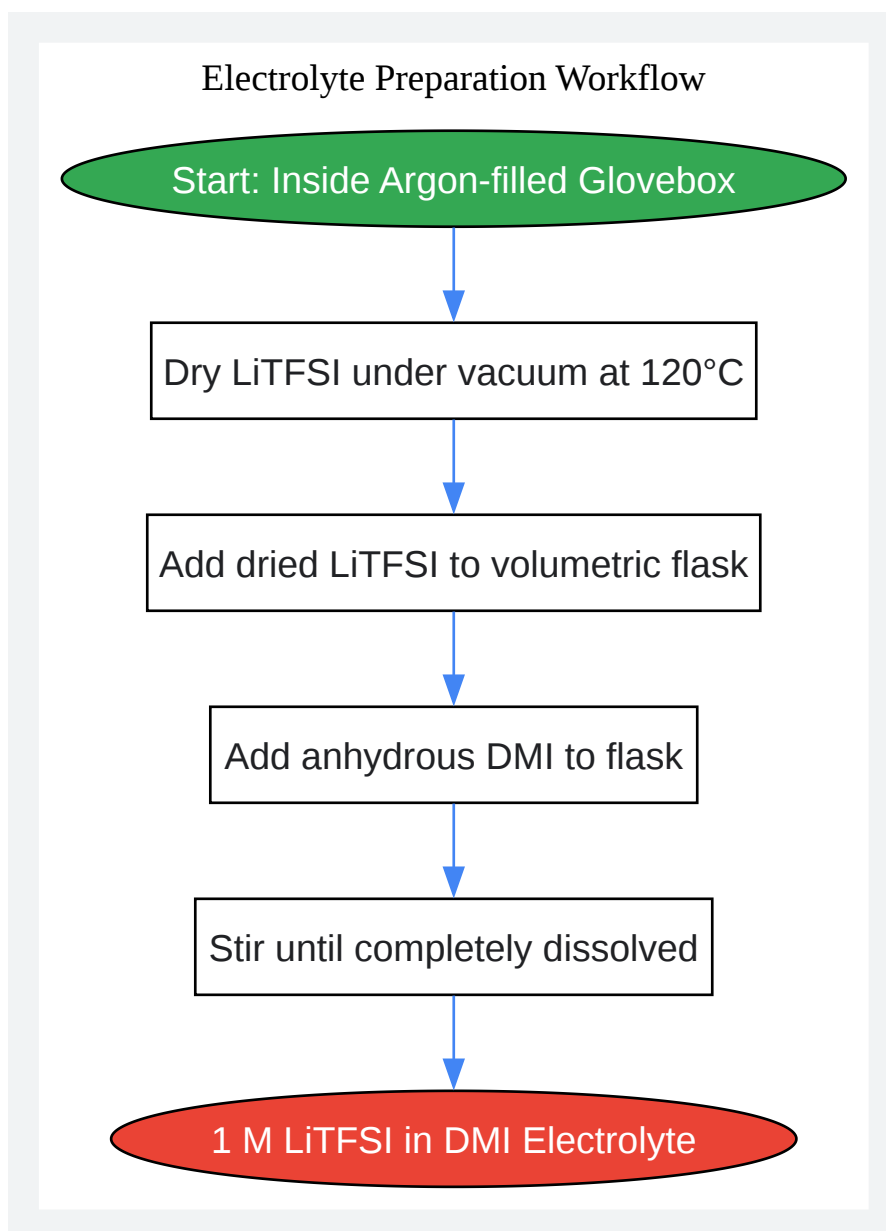 Electrolyte Preparation Workflow
Start: Inside Argon-filled Glovebox
Dry LiTFSI under vacuum at 120°C
Add dried LiTFSI to volumetric flask
Add anhydrous DMI to flask
Stir until completely dissolved
1 M LiTFSI in DMI Electrolyte